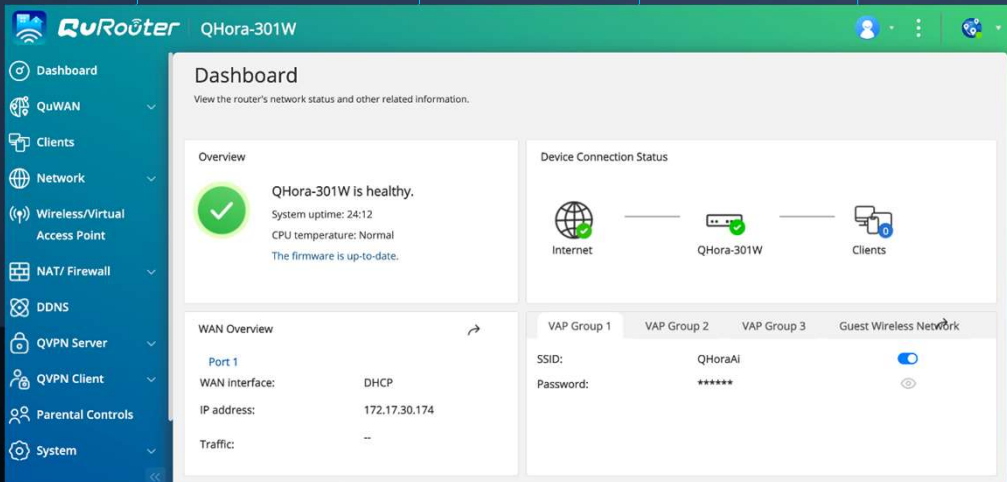 QuRouter QHora-301W
Dashboard
QuWAN
Clients
Network
Wireless/Virtual
Access Point
NAT/ Firewall
DDNS
QVPN Server
QVPN Client
Parental Controls
System
Dashboard
View the router's network status and other related information.
Overview
QHora-301W is healthy.
System uptime: 24:12
CPU temperature: Normal
The firmware is up-to-date.
Device Connection Status
Internet
QHora-301W
0
Clients
WAN Overview
Port 1
WAN interface: DHCP
IP address: 172.17.30.174
Traffic: --
VAP Group 1 VAP Group 2 VAP Group 3 Guest Wireless Network
SSID: QHoraAi
Password: ******